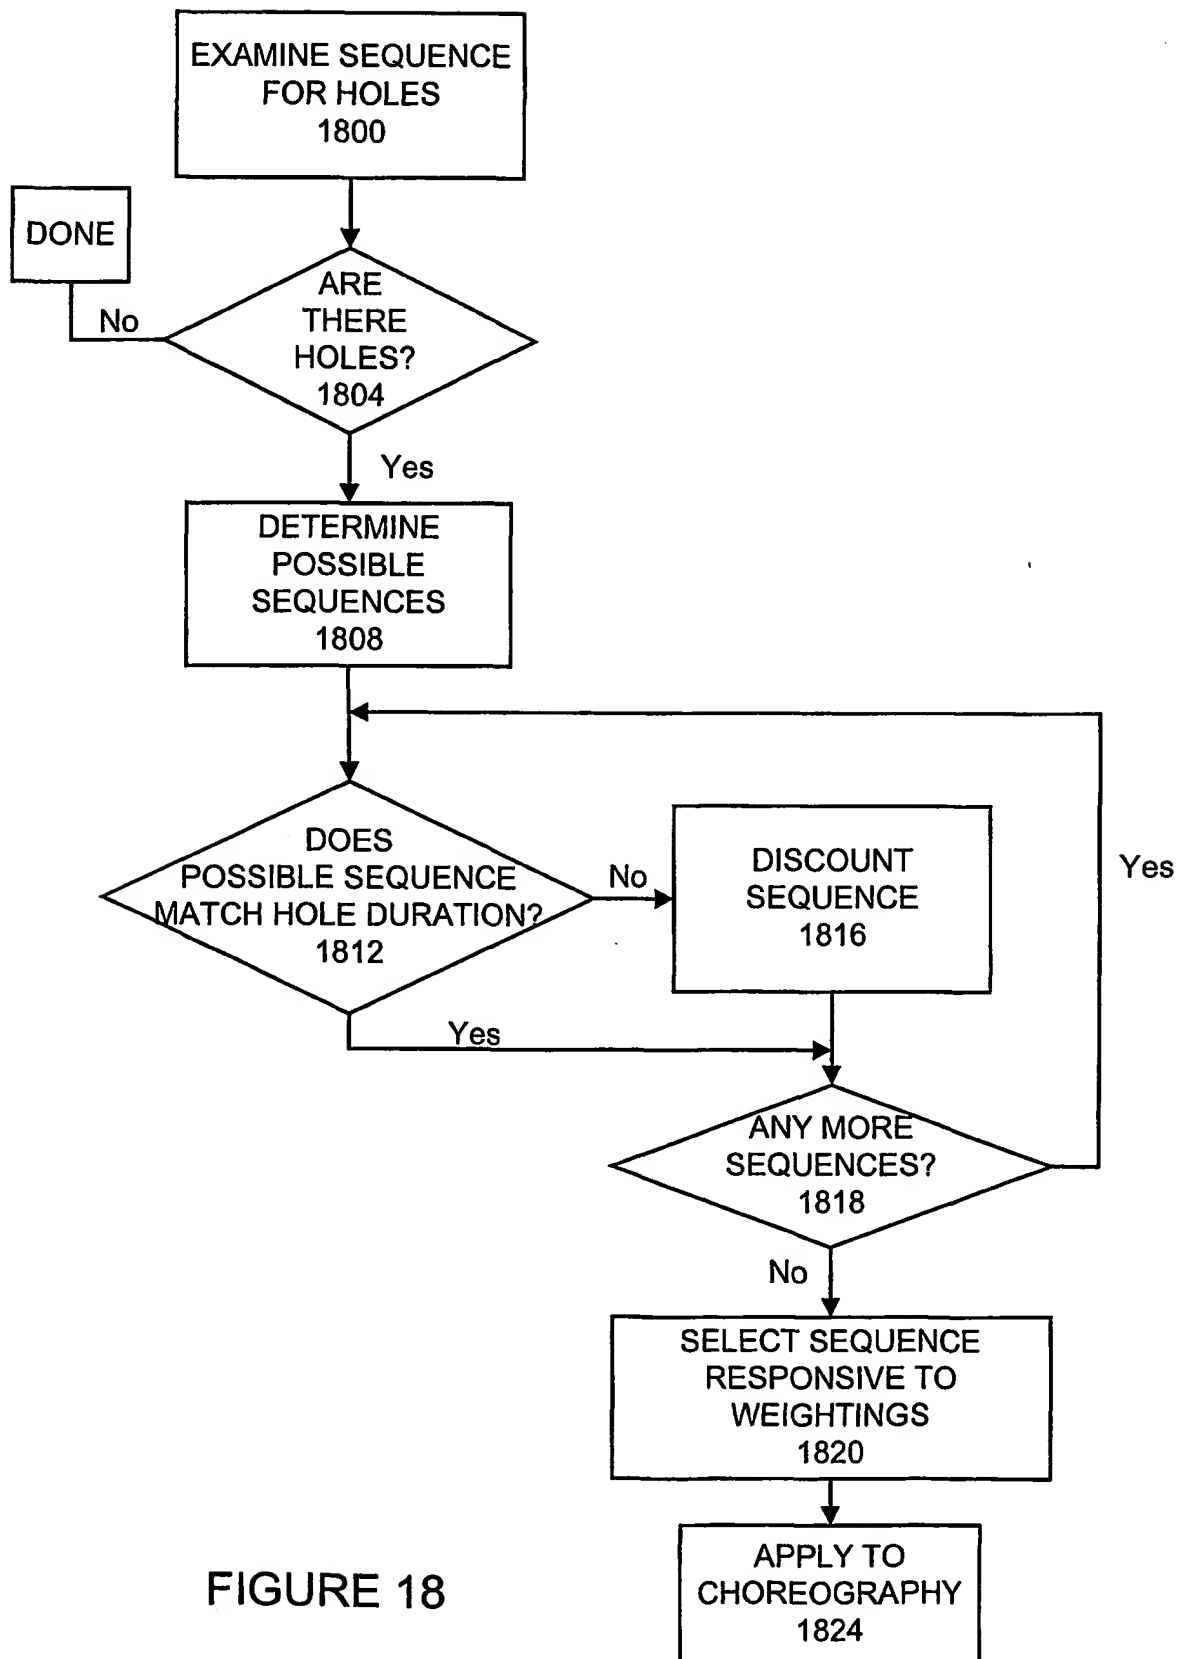 EXAMINE SEQUENCE
FOR HOLES
1800
DONE
No
ARE
THERE
HOLES?
1804
Yes
DETERMINE
POSSIBLE
SEQUENCES
1808
DOES
POSSIBLE SEQUENCE
MATCH HOLE DURATION?
1812
No
DISCOUNT
SEQUENCE
1816
Yes
Yes
ANY MORE
SEQUENCES?
1818
No
SELECT SEQUENCE
RESPONSIVE TO
WEIGHTINGS
1820
APPLY TO
CHOREOGRAPHY
1824
FIGURE 18